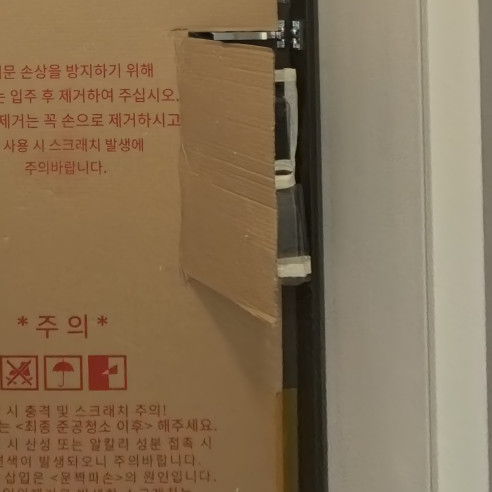 문 손상을 방지하기 위해
는 입주 후 제거하여 주십시오.
제거는 꼭 손으로 제거하시고
사용 시 스크래치 발생에
주의바랍니다.
*주의*
시 충격 및 스크래치 주의!
는 <최종 준공청소 이후> 해주세요.
시 산성 또는 알칼리 성분 접촉 시
변색이 발생되오니 주의바랍니다.
삽입은 <문짝파손>의 원인입니다.